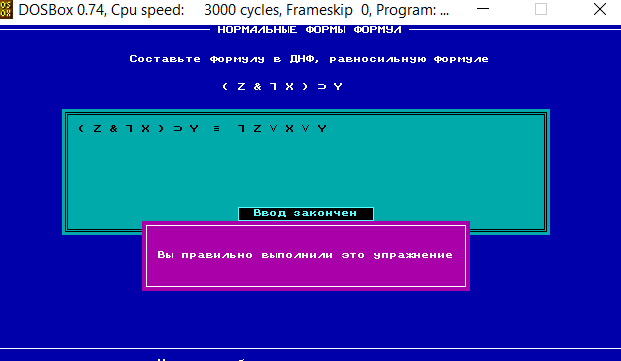 DOSBox 0.74, Cpu speed: 3000 cycles, Frameskip 0, Program: ...
НОРМАЛЬНЫЕ ФОРМЫ ФОРМУЛ
Составьте формулу в ДНФ, равносильную формуле
( Z & ˥ X ) ⊃ Y
( Z & ˥ X ) ⊃ Y ≡ ˥ Z ∨ X ∨ Y
Ввод закончен
Вы правильно выполнили это упражнение